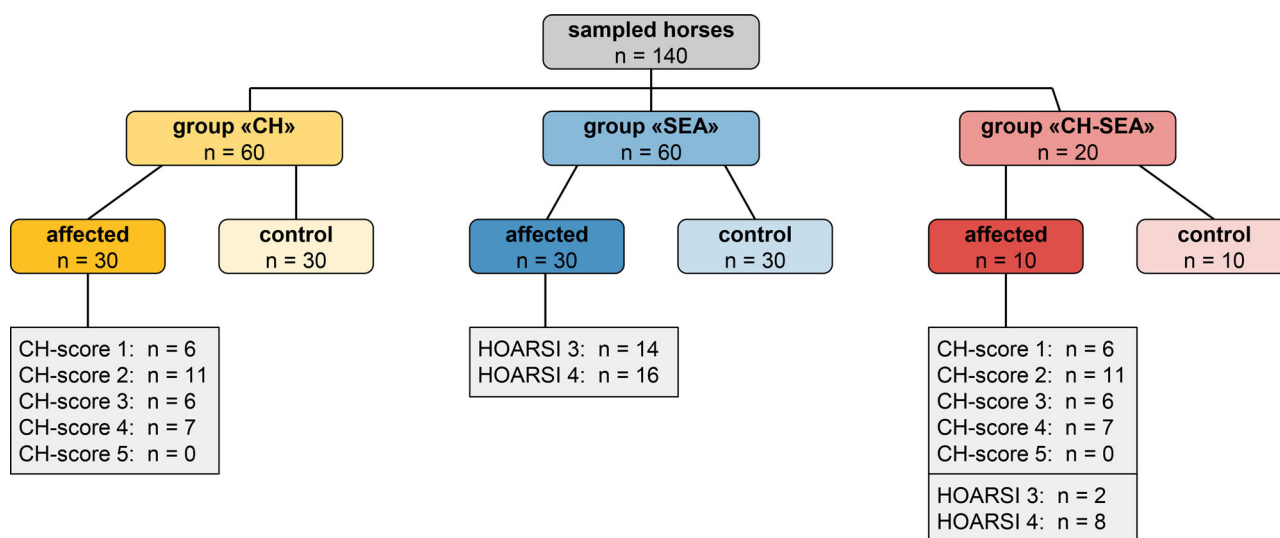 sampled horses
n = 140
group «CH»
n = 60
group «SEA»
n = 60
group «CH-SEA»
n = 20
affected
n = 30
control
n = 30
affected
n = 30
control
n = 30
affected
n = 10
control
n = 10
CH-score 1: n = 6
CH-score 2: n = 11
CH-score 3: n = 6
CH-score 4: n = 7
CH-score 5: n = 0
HOARSI 3: n = 14
HOARSI 4: n = 16
CH-score 1: n = 6
CH-score 2: n = 11
CH-score 3: n = 6
CH-score 4: n = 7
CH-score 5: n = 0
HOARSI 3: n = 2
HOARSI 4: n = 8